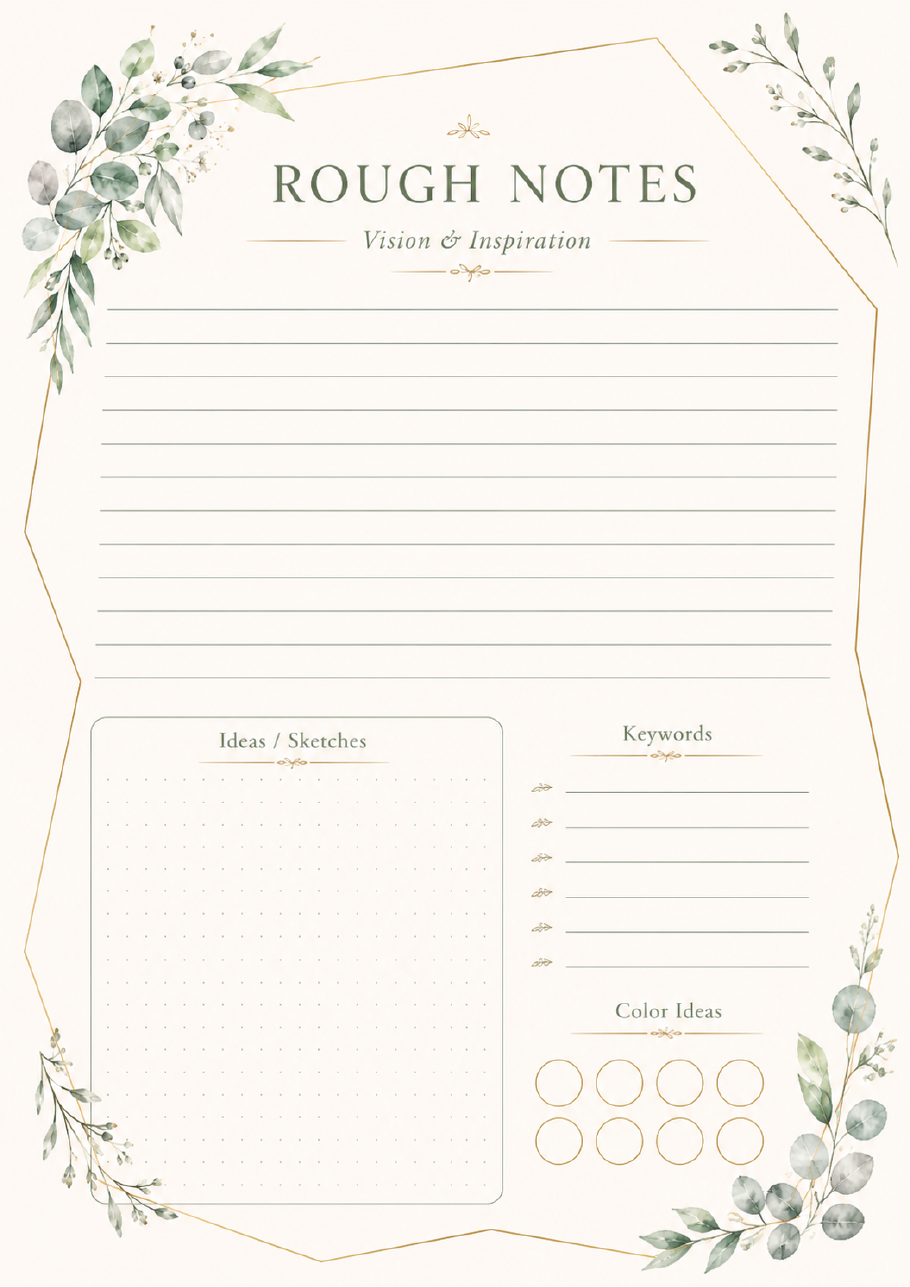 ROUGH NOTES
Vision & Inspiration
Ideas / Sketches
Keywords
Color Ideas